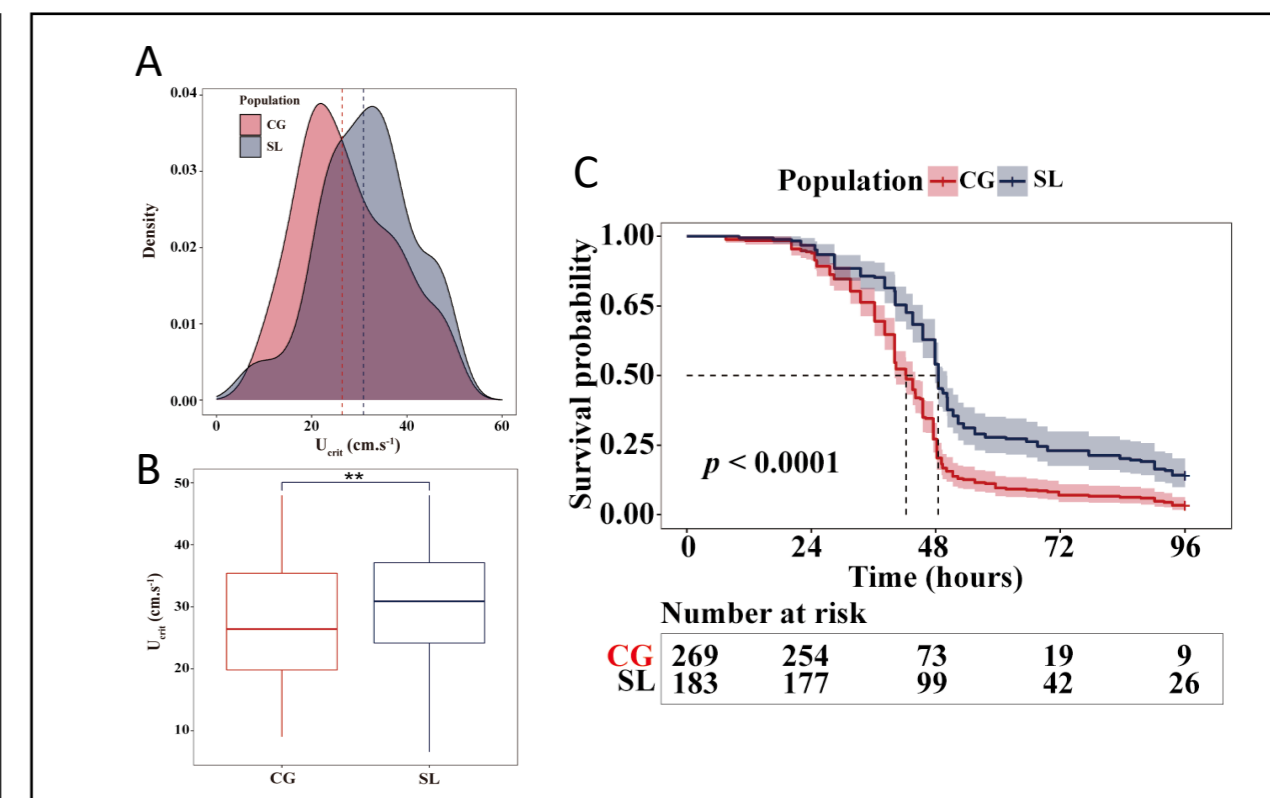 A
Population
CG
SL
0.04
0.03
0.02
0.01
0.00
Density
0 20 40 60
U_crit (cm.s⁻¹)
B
**
50
40
30
20
10
U_crit (cm.s⁻¹)
CG SL
C
Population CG SL
1.00
0.65
0.50
0.25
0.00
Survival probability
p < 0.0001
0 24 48 72 96
Time (hours)
Number at risk
CG 269 254 73 19 9
SL 183 177 99 42 26